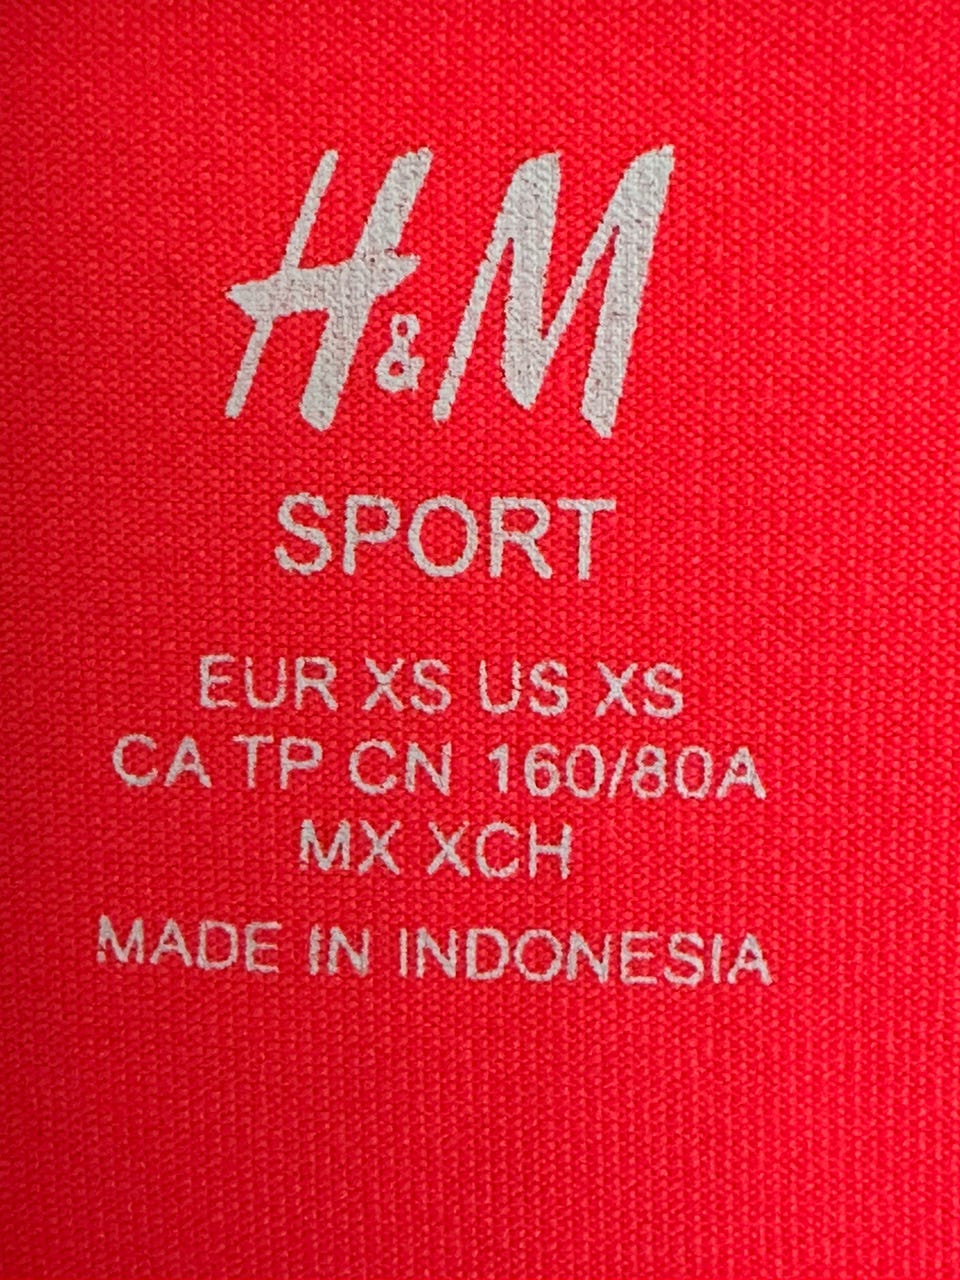 H&M
SPORT
EUR XS US XS
CA TP CN 160/80A
MX XCH
MADE IN INDONESIA